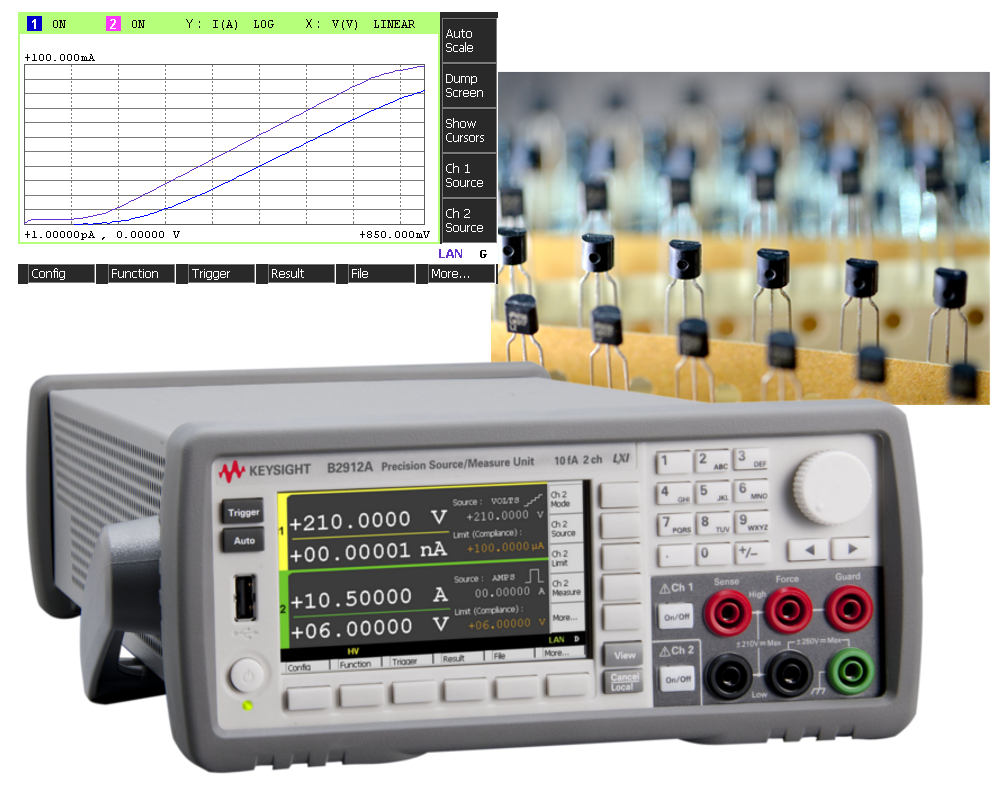 1 ON 2 ON Y: I(A) LOG X: V(V) LINEAR
+100.000mA
+1.00000pA , 0.00000 V +850.000mV
Auto
Scale
Dump
Screen
Show
Cursors
Ch 1
Source
Ch 2
Source
LAN G
Config Function Trigger Result File More...
KEYSIGHT B2912A Precision Source/Measure Unit 10fA 2 ch LXI
Trigger
Auto
1
+210.0000 V
+00.00001 nA
Source : VOLTS
+210.0000 V
Limit (Compliance) :
+100.0000 µA
2
+10.50000 A
+06.00000 V
Source : AMPS
00.00000 A
Limit (Compliance) :
+06.00000 V
Ch 2
Mode
Ch 2
Source
Ch 2
Limit
Ch 2
Measure
More...
HV LAN D
Config Function Trigger Result File More...
View
Cancel
Local
1 2 ABC 3 DEF
4 GHI 5 JKL 6 MNO
7 PQRS 8 TUV 9 WXYZ
. 0 +/−
Sense Force Guard
Ch 1
On/Off
High
±210V Max ±250V Max
Ch 2
On/Off
Low